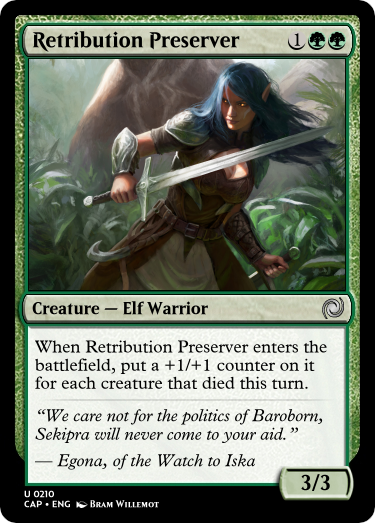 Retribution Preserver 1
Creature — Elf Warrior
When Retribution Preserver enters the
battlefield, put a +1/+1 counter on it
for each creature that died this turn.
“We care not for the politics of Baroborn,
Sekipra will never come to your aid.”
— Egona, of the Watch to Iska
3/3
U 0210
CAP • ENG Bram Willemot